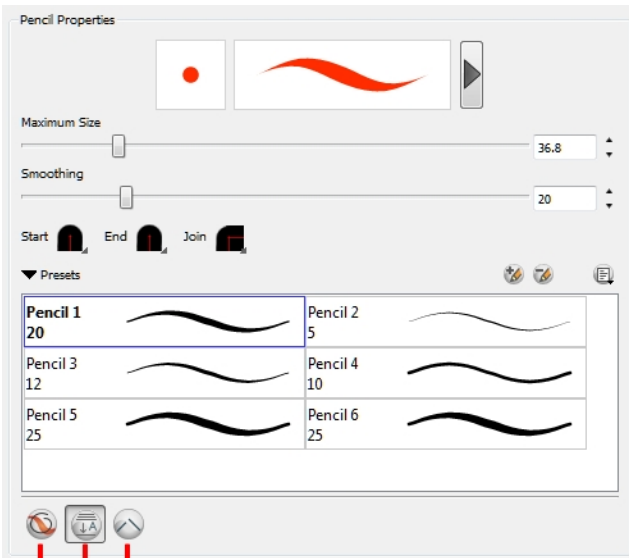 Pencil Properties
Maximum Size
36.8
Smoothing
20
Start End Join
Presets
Pencil 1
20
Pencil 2
5
Pencil 3
12
Pencil 4
10
Pencil 5
25
Pencil 6
25
A